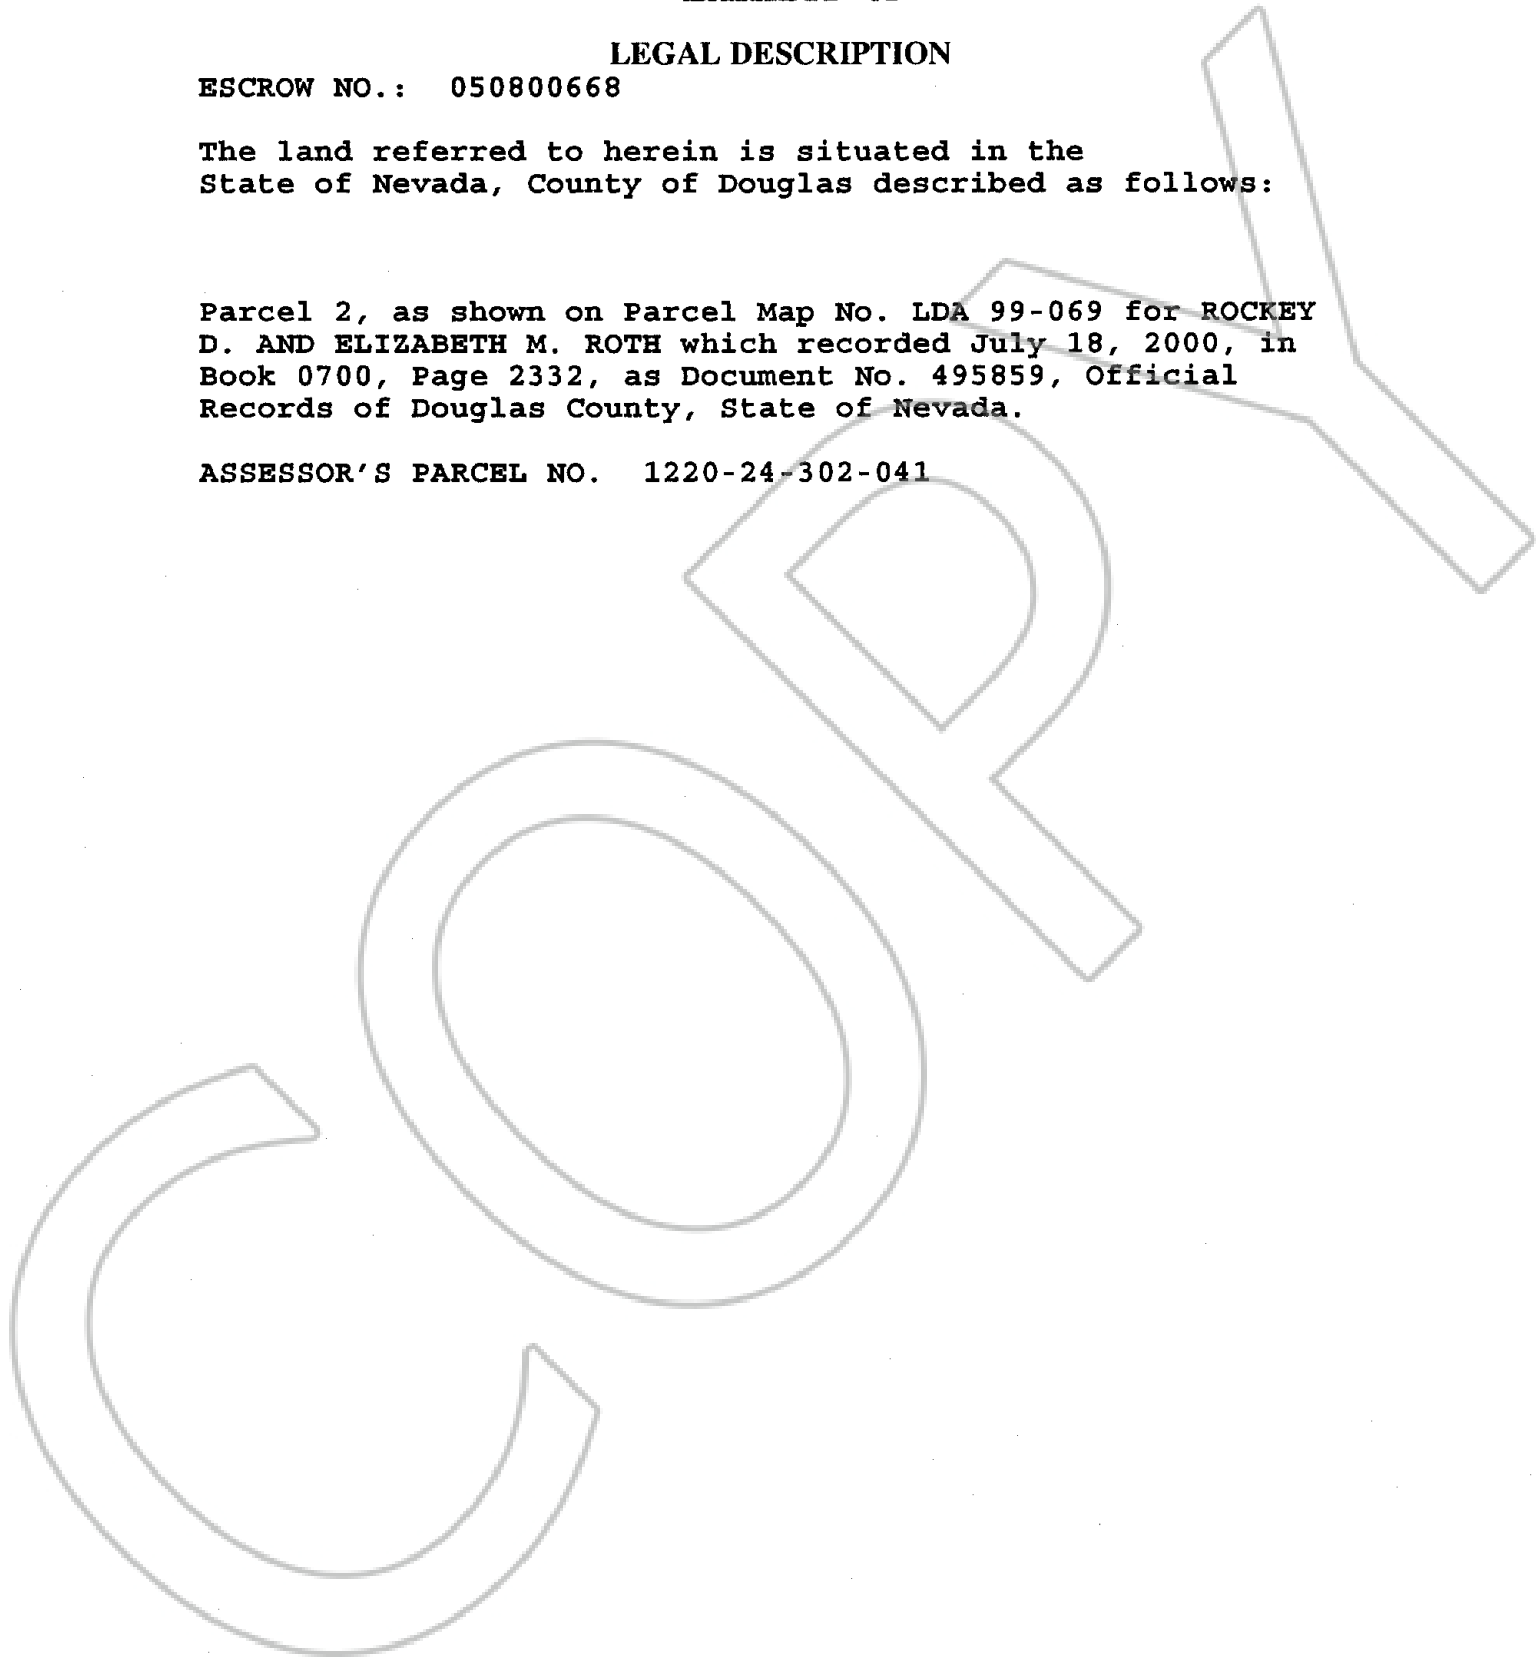 LEGAL DESCRIPTION
ESCROW NO.: 050800668
The land referred to herein is situated in the
State of Nevada, County of Douglas described as follows:
Parcel 2, as shown on Parcel Map No. LDA 99-069 for ROCKEY
D. AND ELIZABETH M. ROTH which recorded July 18, 2000, in
Book 0700, Page 2332, as Document No. 495859, Official
Records of Douglas County, State of Nevada.
ASSESSOR'S PARCEL NO. 1220-24-302-041
COPY